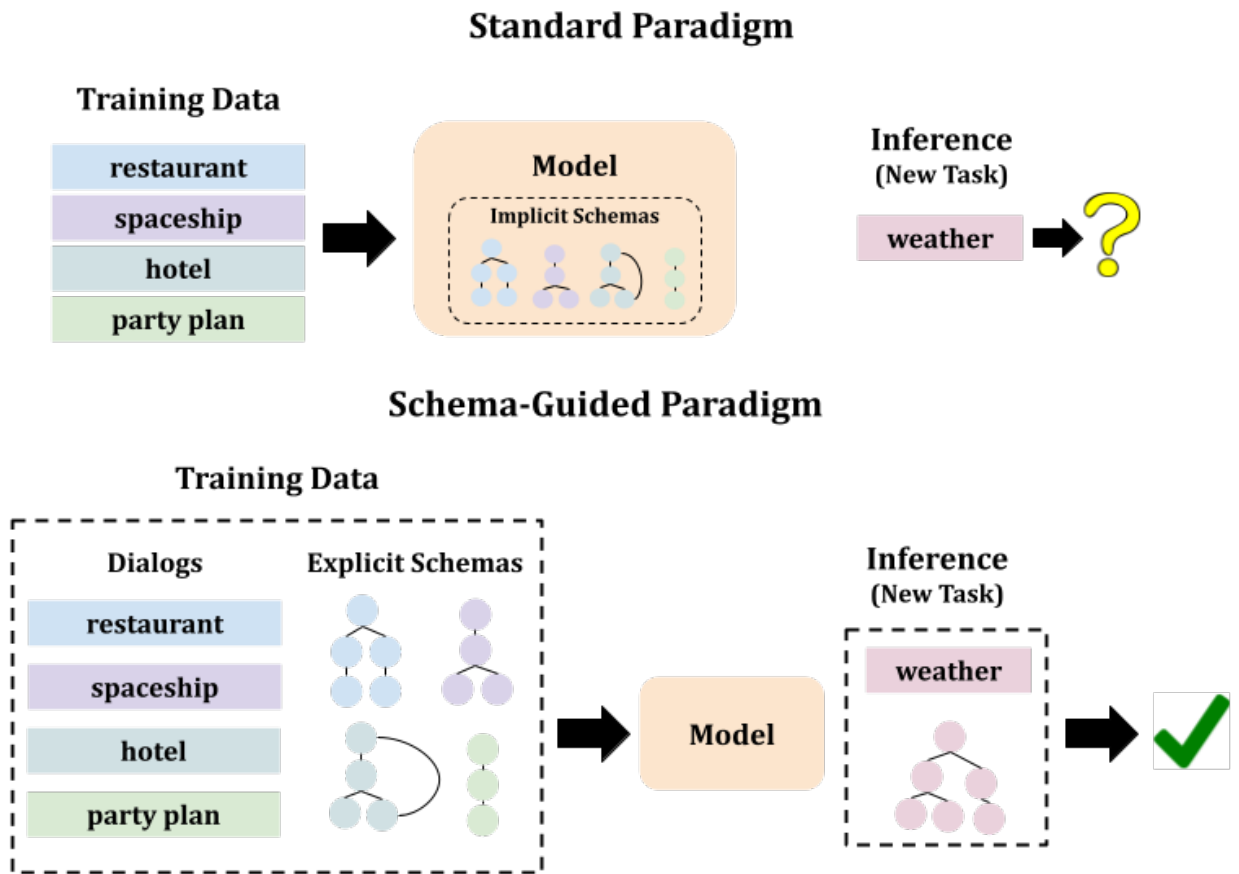 Standard Paradigm
Training Data
restaurant
spaceship
hotel
party plan
Model
Implicit Schemas
Inference
(New Task)
weather
Schema-Guided Paradigm
Training Data
Dialogs
restaurant
spaceship
hotel
party plan
Explicit Schemas
Model
Inference
(New Task)
weather